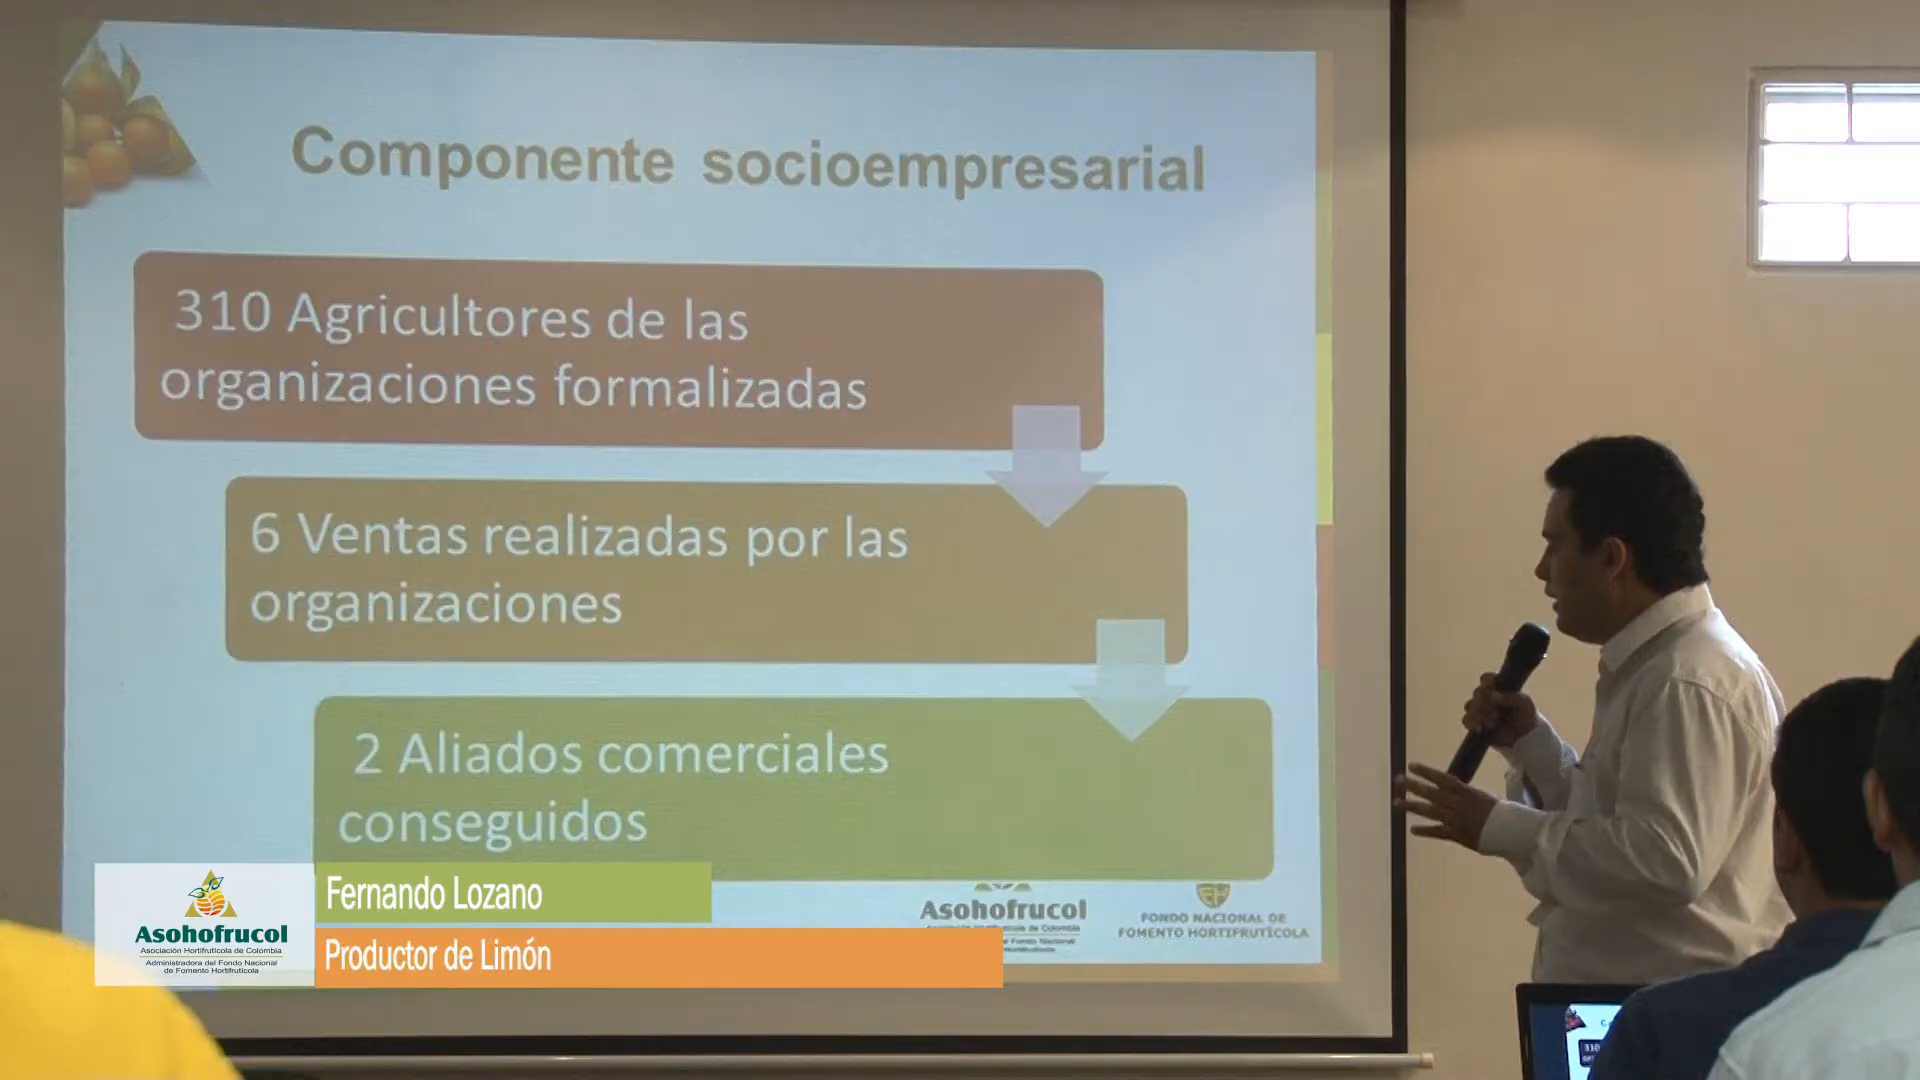 Componente socioempresarial
310 Agricultores de las
organizaciones formalizadas
6 Ventas realizadas por las
organizaciones
2 Aliados comerciales
conseguidos
Fernando Lozano
Productor de Limón
Asohofrucol
Asociación Hortifrutícola de Colombia
Administradora del Fondo Nacional
de Fomento Hortifrutícola
Asohofrucol
FONDO NACIONAL DE
FOMENTO HORTIFRUTÍCOLA